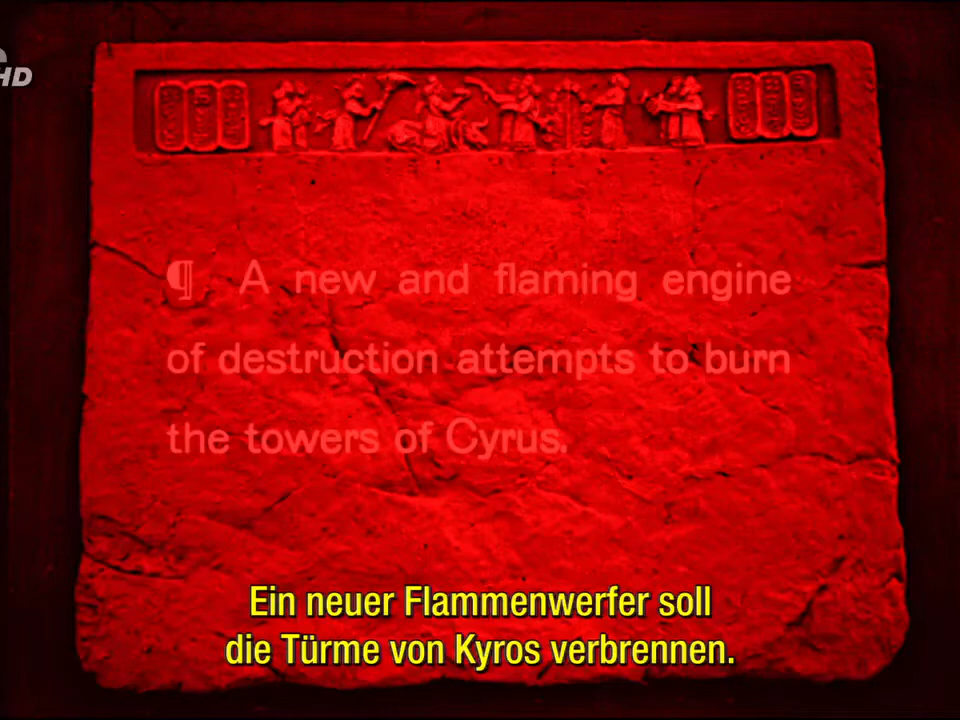 HD
¶ A new and flaming engine
of destruction attempts to burn
the towers of Cyrus.
Ein neuer Flammenwerfer soll
die Türme von Kyros verbrennen.